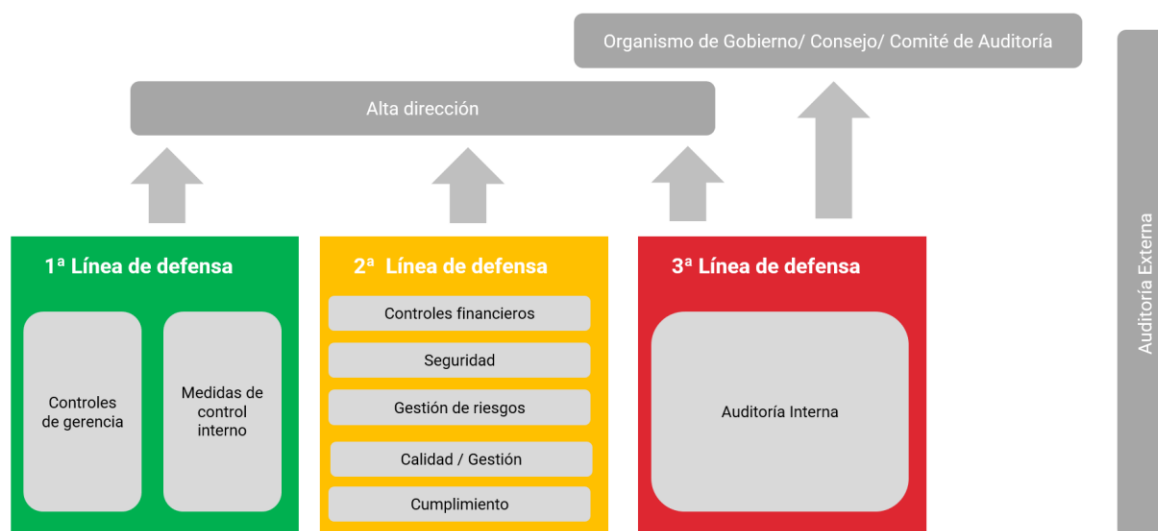 Organismo de Gobierno/ Consejo/ Comité de Auditoría
Alta dirección
1ª Línea de defensa
Controles
de gerencia
Medidas de
control
interno
2ª Línea de defensa
Controles financieros
Seguridad
Gestión de riesgos
Calidad / Gestión
Cumplimiento
3ª Línea de defensa
Auditoría Interna
Auditoría Externa